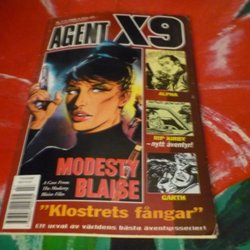 AGENT X9
ALPHA
RIP KIRBY
–nytt äventyr!
MODESTY
BLAISE
A Case From
The Modesty
Blaise Files
GARTH
"Klostrets fångar"
Ett urval av världens bästa äventyrsserier!